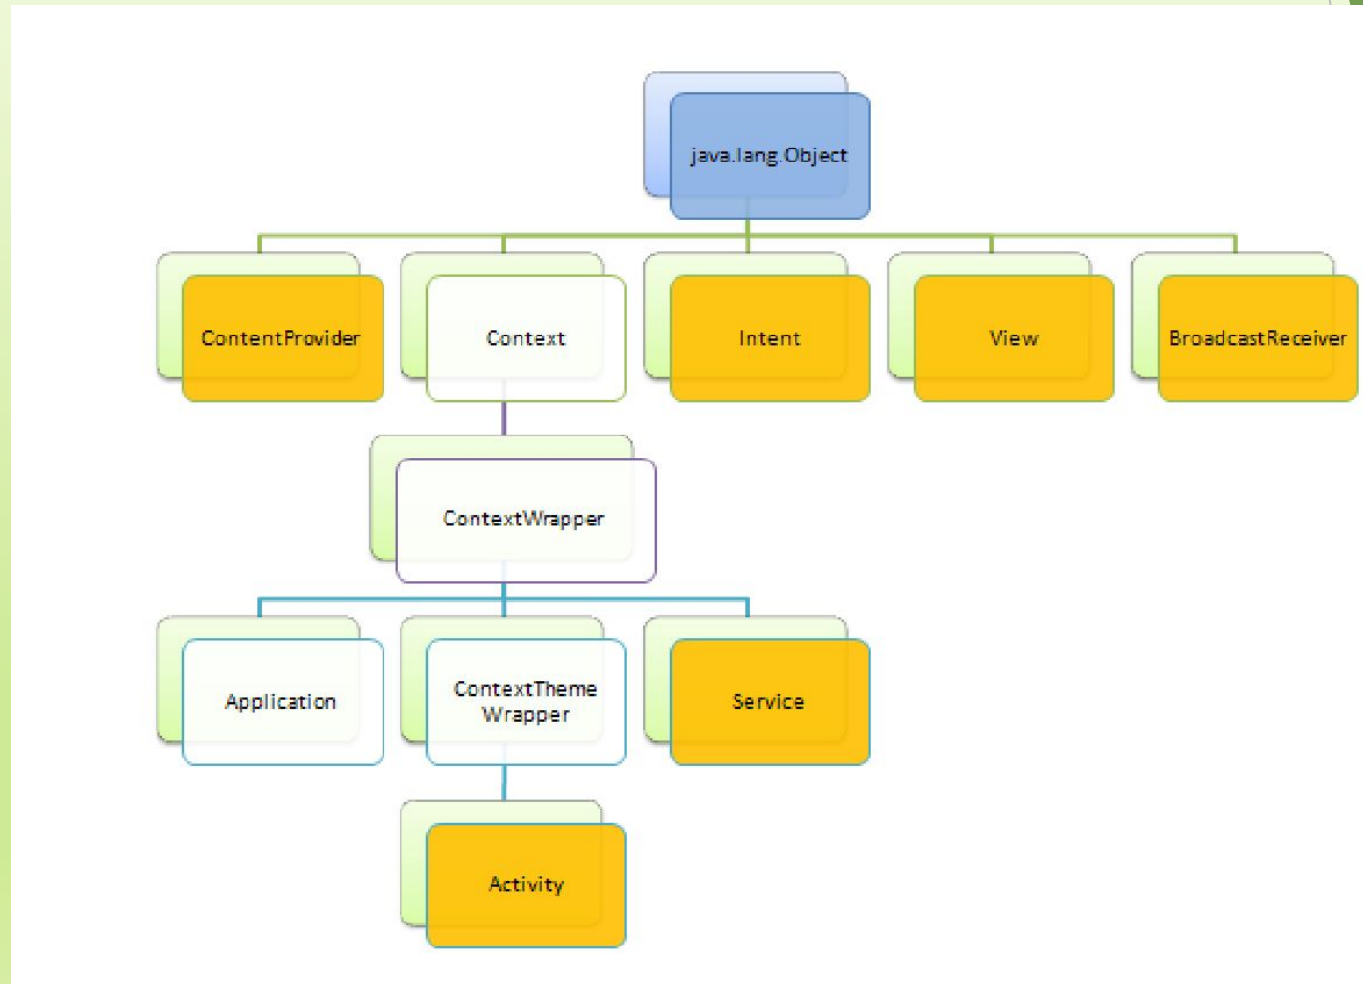 java.lang.Object
ContentProvider
Context
Intent
View
BroadcastReceiver
ContextWrapper
Application
ContextTheme
Wrapper
Service
Activity